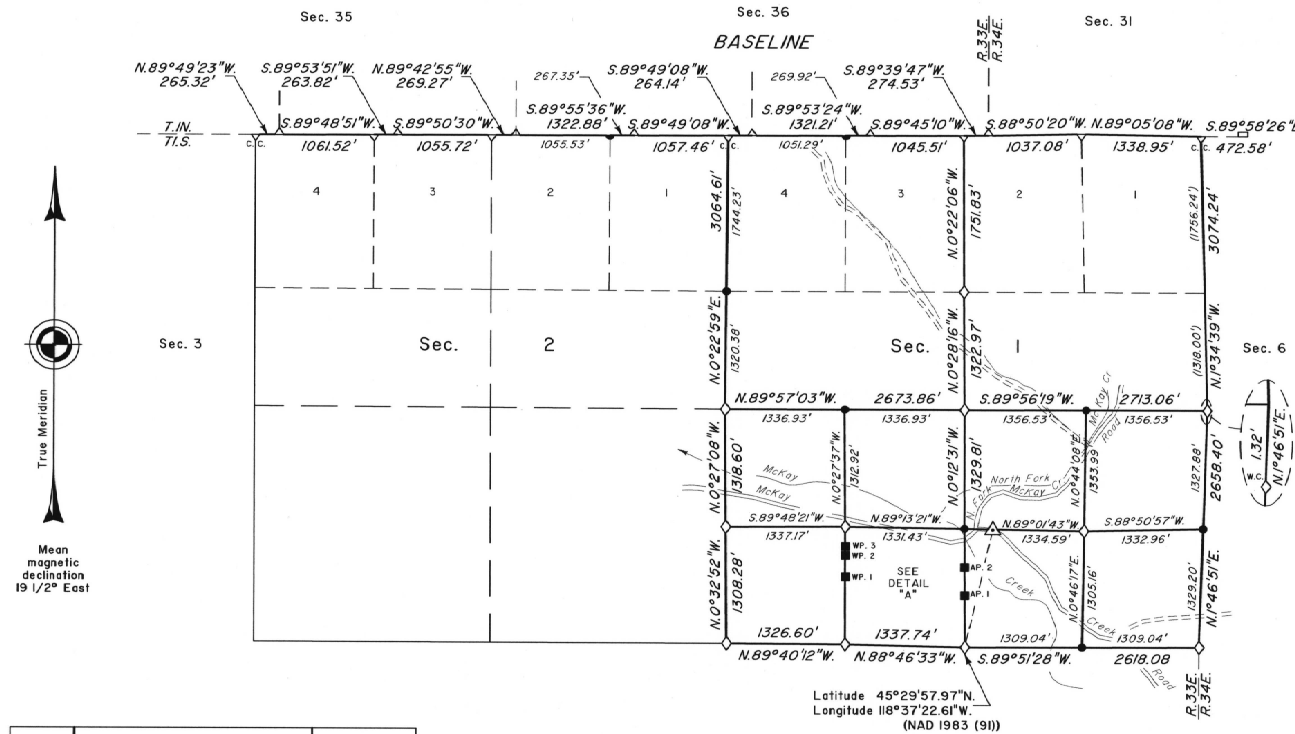 Sec. 35
Sec. 36
Sec. 31
BASELINE
R.33E.
R.34E.
N.89°49'23"W.
265.32'
S.89°53'51"W.
263.82'
N.89°42'55"W.
269.27'
267.35'
S.89°55'36"W.
1322.88'
S.89°49'08"W.
264.14'
269.92'
S.89°53'24"W.
1321.21'
S.89°39'47"W.
274.53'
T.1N.
T.1S.
S.89°48'51"W.
1061.52'
S.89°50'30"W.
1055.72'
1055.53'
S.89°49'08"W.
1057.46'
1051.29'
S.89°45'10"W.
1045.51'
S.88°50'20"W.
1037.08'
N.89°05'08"W.
1338.95'
S.89°58'26"E
472.58'
C.C.
C.C.
C.C.
4
3
2
1
4
3
2
1
3064.61'
1744.23'
N.0°22'06"W.
1751.83'
(1756.24')
3074.24'
True Meridian
Mean
magnetic
declination
19 1/2° East
Sec. 3
Sec. 2
Sec. 1
Sec. 6
N.0°22'59"E.
1320.38'
N.0°28'16"W.
1322.97'
(1318.00')
N.1°34'39"W.
McKay Cr
Road
1.32'
N.1°46'51"E.
W.C.
N.89°57'03"W.
2673.86'
S.89°56'19"W.
2713.06'
1336.93'
1336.93'
1356.53'
1356.53'
N.0°27'08"W.
1318.60'
N.0°27'37"W.
1312.92'
N.0°12'31"W.
1329.81'
N.0°44'08"E.
1353.99'
1327.88'
2658.40'
McKay
McKay
North Fork
N. Fork
McKay Cr.
S.89°48'21"W.
1337.17'
N.89°13'21"W.
1331.43'
N.89°01'43"W.
1334.59'
S.88°50'57"W.
1332.96'
N.0°32'52"W.
1308.28'
WP. 3
WP. 2
WP. 1
SEE
DETAIL
"A"
AP. 2
AP. 1
Creek
Creek
N.0°46'17"E.
1305.16'
1329.20'
N.1°46'51"E.
1326.60'
1337.74'
1309.04'
1309.04'
N.89°40'12"W.
N.88°46'33"W.
S.89°51'28"W.
2618.08
Road
R.33E.
R.34E.
Latitude 45°29'57.97"N.
Longitude 118°37'22.61"W.
(NAD 1983 (91))